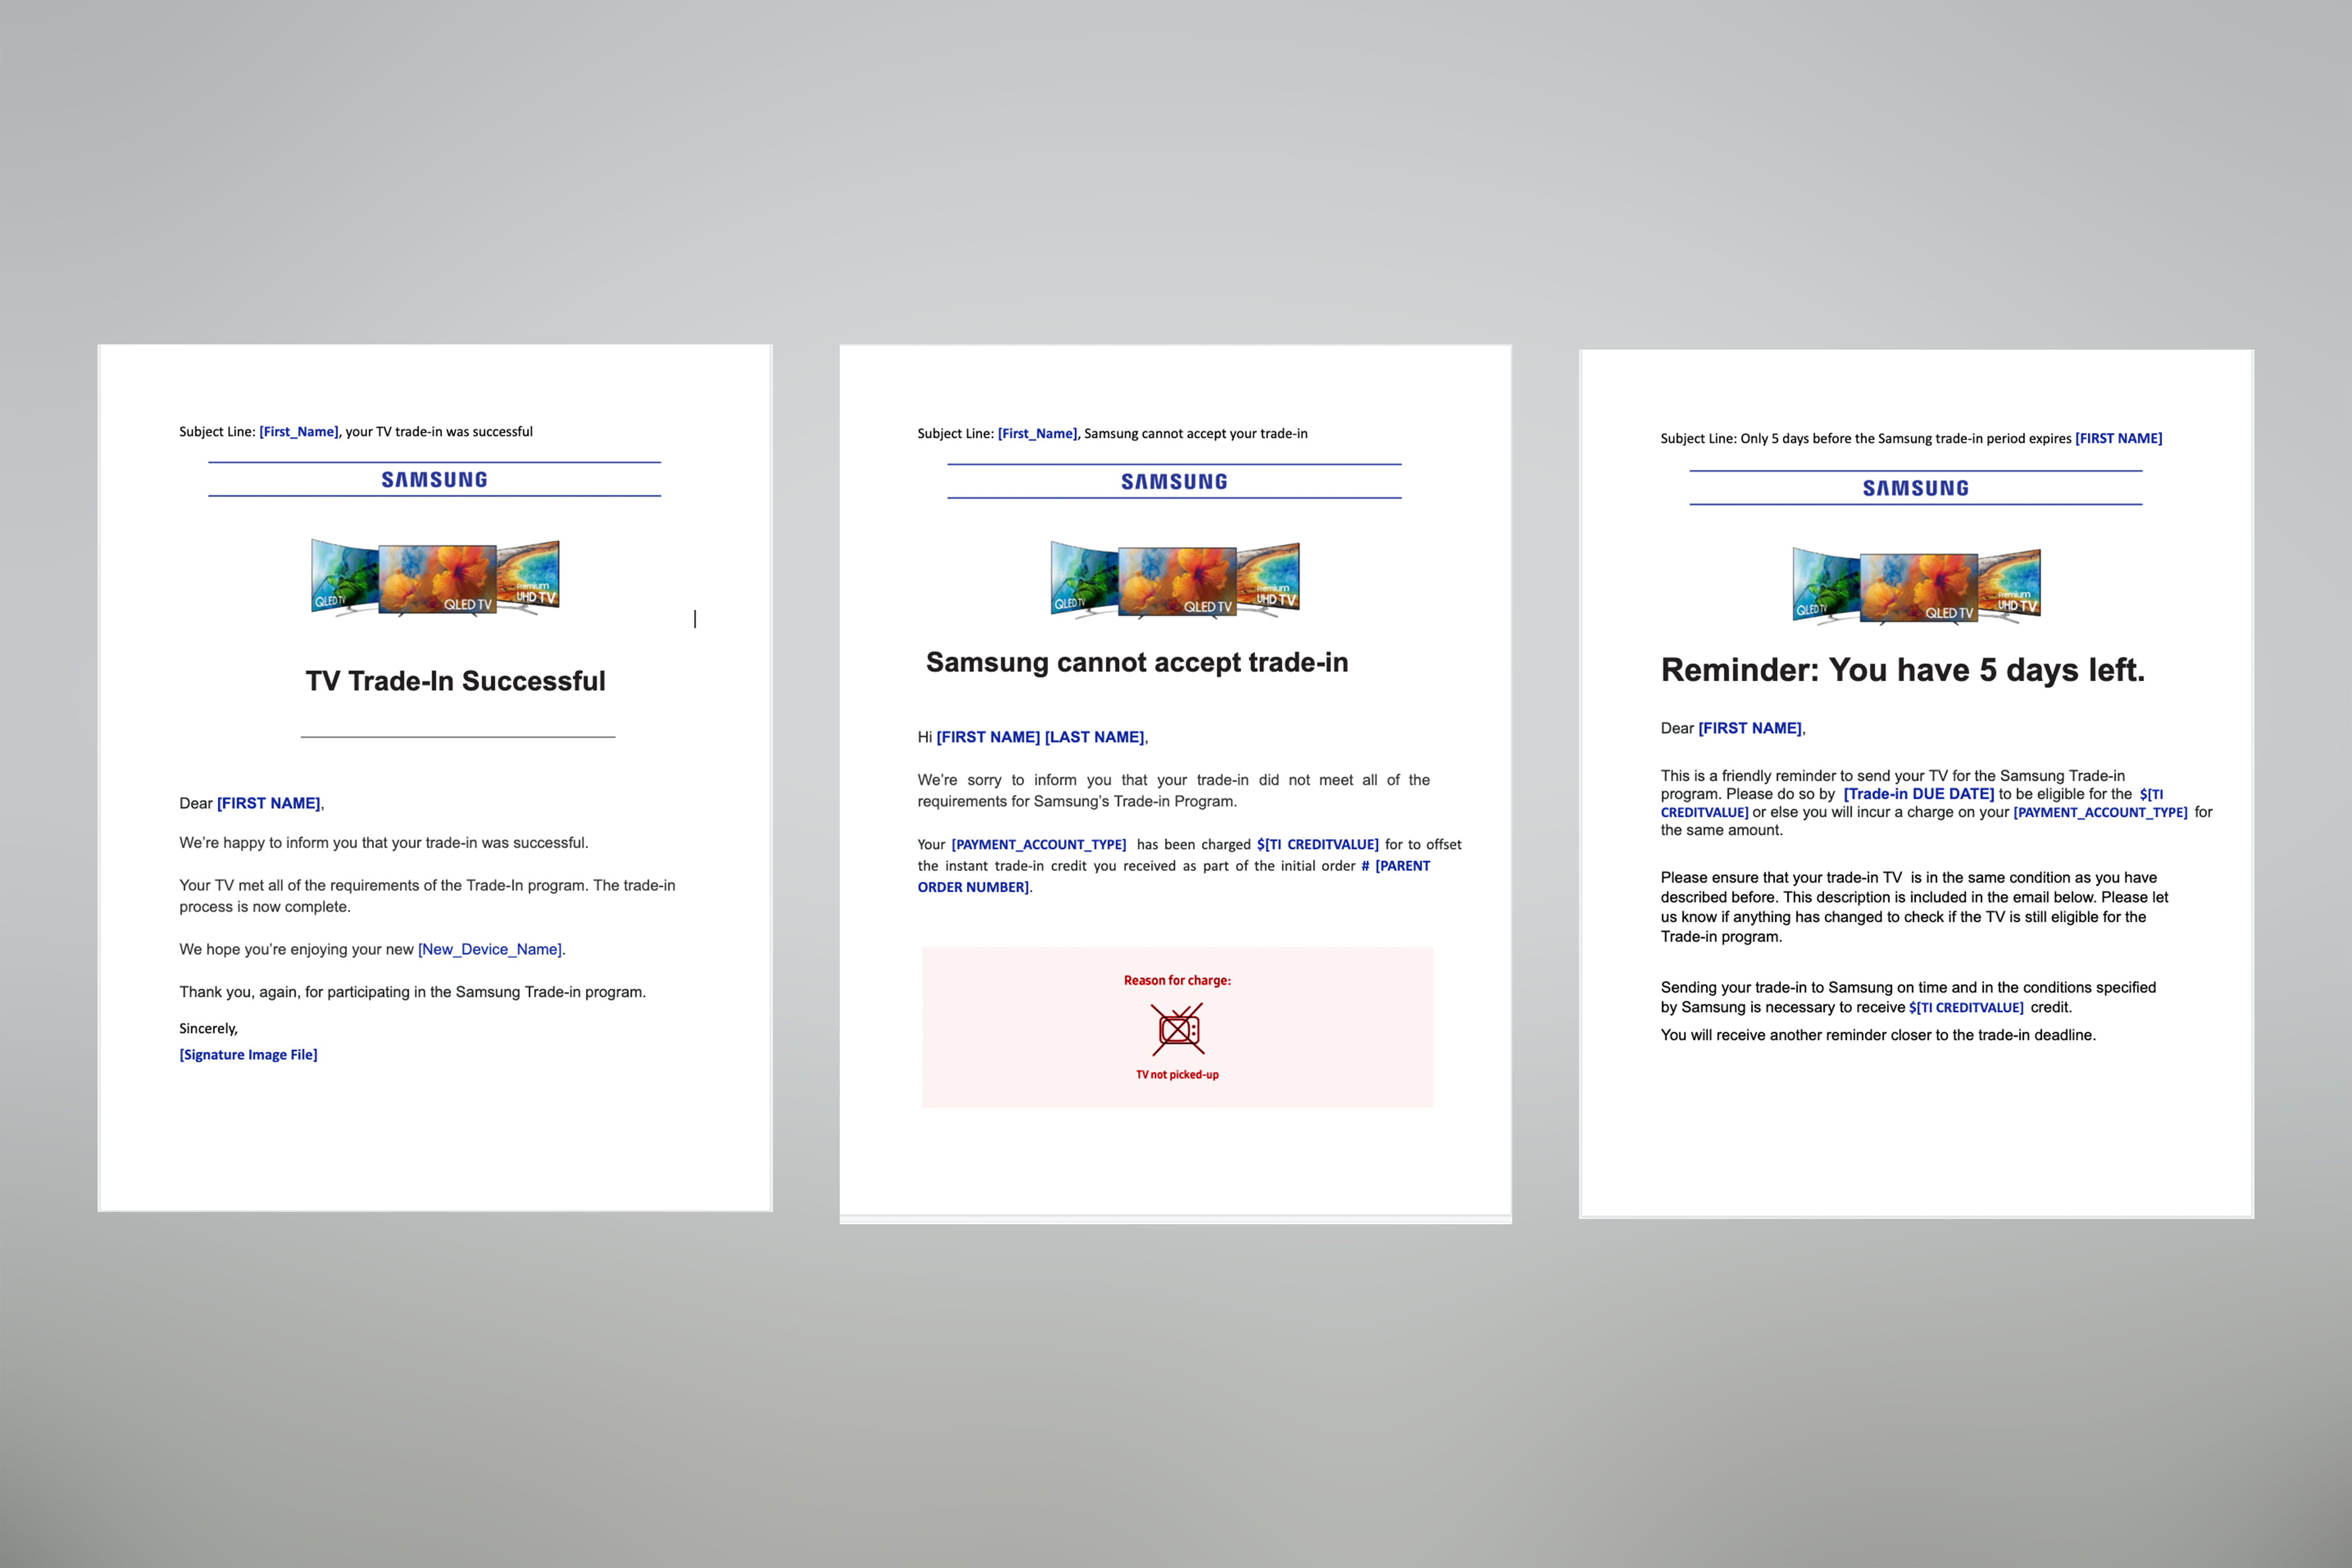 Subject Line: [First_Name], your TV trade-in was successful
SAMSUNG
QLED TV
QLED TV
Premium
UHD TV
TV Trade-In Successful
Dear [FIRST NAME],
We're happy to inform you that your trade-in was successful.
Your TV met all of the requirements of the Trade-In program. The trade-in
process is now complete.
We hope you're enjoying your new [New_Device_Name].
Thank you, again, for participating in the Samsung Trade-in program.
Sincerely,
[Signature Image File]
Subject Line: [First_Name], Samsung cannot accept your trade-in
SAMSUNG
QLED TV
QLED TV
Premium
UHD TV
Samsung cannot accept trade-in
Hi [FIRST NAME] [LAST NAME],
We're sorry to inform you that your trade-in did not meet all of the
requirements for Samsung's Trade-in Program.
Your [PAYMENT_ACCOUNT_TYPE] has been charged $[TI CREDITVALUE] for to offset
the instant trade-in credit you received as part of the initial order # [PARENT
ORDER NUMBER].
Reason for charge:
TV not picked-up
Subject Line: Only 5 days before the Samsung trade-in period expires [FIRST NAME]
SAMSUNG
QLED TV
QLED TV
Premium
UHD TV
Reminder: You have 5 days left.
Dear [FIRST NAME],
This is a friendly reminder to send your TV for the Samsung Trade-in
program. Please do so by [Trade-in DUE DATE] to be eligible for the $[TI
CREDITVALUE] or else you will incur a charge on your [PAYMENT_ACCOUNT_TYPE] for
the same amount.
Please ensure that your trade-in TV is in the same condition as you have
described before. This description is included in the email below. Please let
us know if anything has changed to check if the TV is still eligible for the
Trade-in program.
Sending your trade-in to Samsung on time and in the conditions specified
by Samsung is necessary to receive $[TI CREDITVALUE] credit.
You will receive another reminder closer to the trade-in deadline.